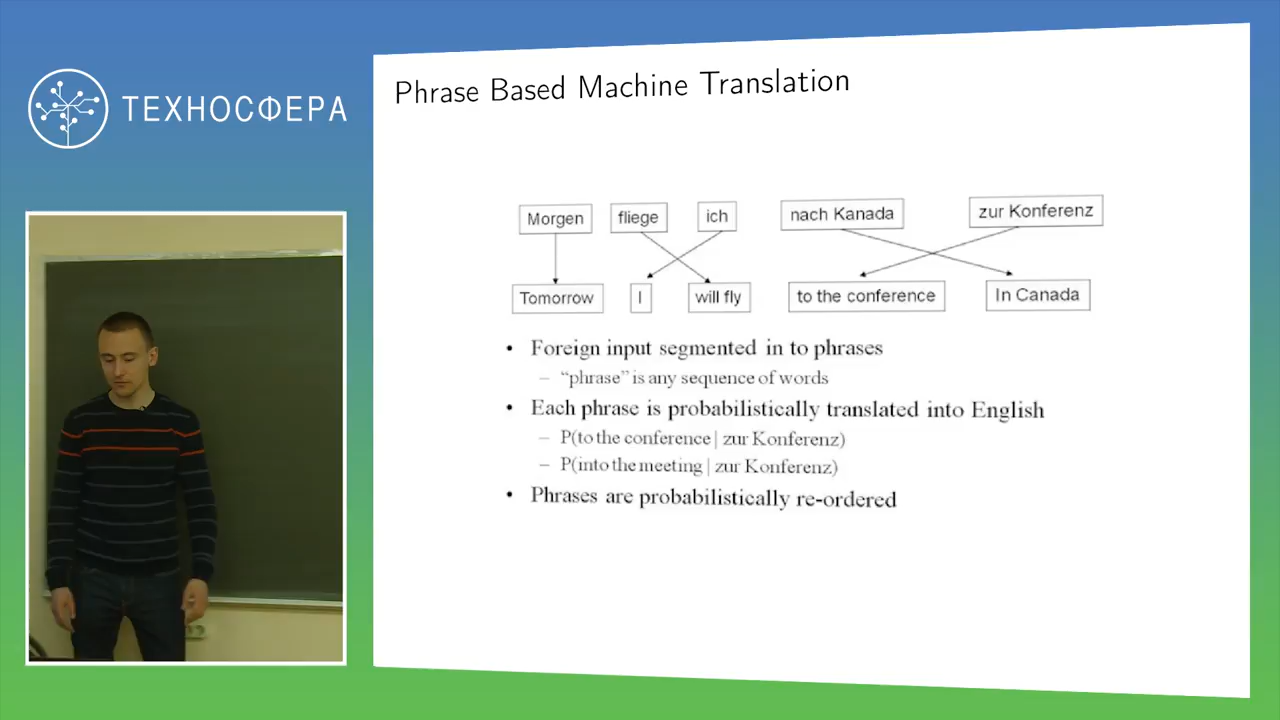 ТЕХНОСФЕРА
Phrase Based Machine Translation
Morgen fliege ich nach Kanada zur Konferenz
Tomorrow I will fly to the conference In Canada
• Foreign input segmented in to phrases
– “phrase” is any sequence of words
• Each phrase is probabilistically translated into English
– P(to the conference | zur Konferenz)
– P(into the meeting | zur Konferenz)
• Phrases are probabilistically re-ordered